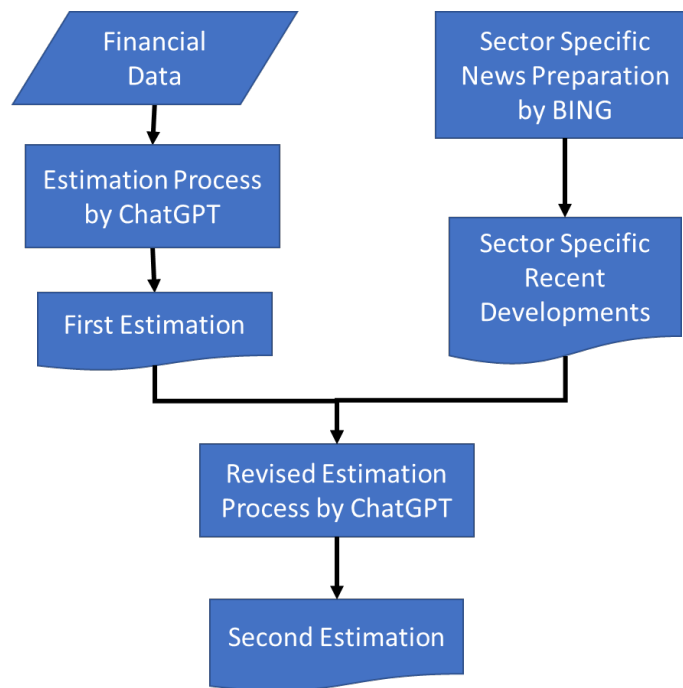 Financial
Data
Sector Specific
News Preparation
by BING
Estimation Process
by ChatGPT
Sector Specific
Recent
Developments
First Estimation
Revised Estimation
Process by ChatGPT
Second Estimation